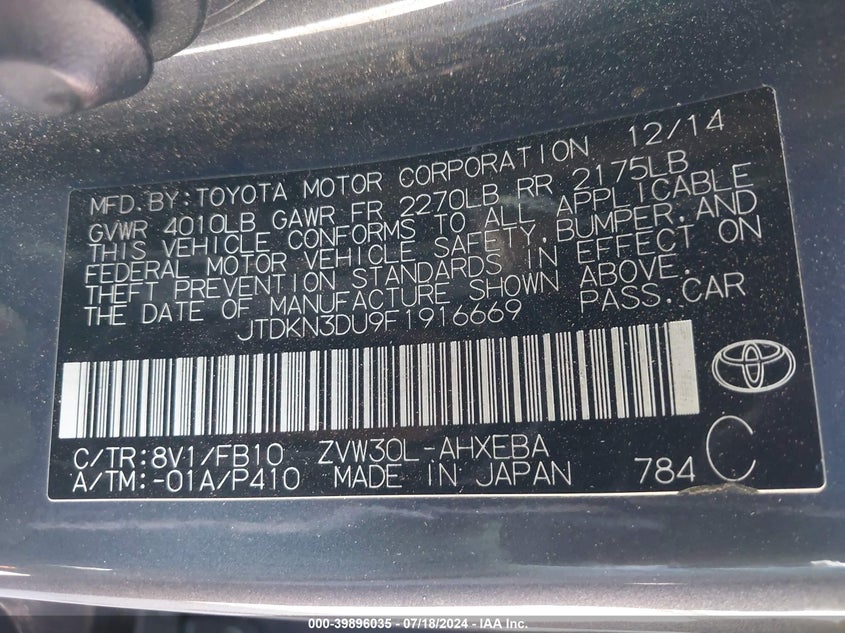 MFD. BY: TOYOTA MOTOR CORPORATION 12/14
GVWR 4010LB GAWR FR 2270LB RR 2175LB
THIS VEHICLE CONFORMS TO ALL APPLICABLE
FEDERAL MOTOR VEHICLE SAFETY, BUMPER, AND
THEFT PREVENTION STANDARDS IN EFFECT ON
THE DATE OF MANUFACTURE SHOWN ABOVE.
JTDKN3DU9F1916669 PASS. CAR
C/TR: 8V1/FB10 ZVW30L-AHXEBA C
A/TM: -01A/P410 MADE IN JAPAN 784
000-39896035 - 07/18/2024 - IAA Inc.